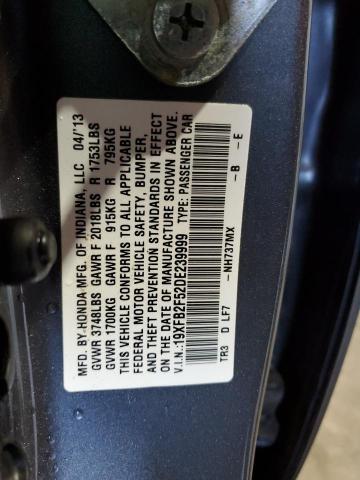 MFD. BY:HONDA MFG. OF INDIANA, LLC 04/'13
GVWR 3748LBS GAWR F 2018LBS R 1753LBS
GVWR 1700KG GAWR F 915KG R 795KG
THIS VEHICLE CONFORMS TO ALL APPLICABLE
FEDERAL MOTOR VEHICLE SAFETY, BUMPER,
AND THEFT PREVENTION STANDARDS IN EFFECT
ON THE DATE OF MANUFACTURE SHOWN ABOVE.
V.I.N.:19XFB2F52DE239999 TYPE: PASSENGER CAR
TR3 D LF7 -NH737MX -B -E